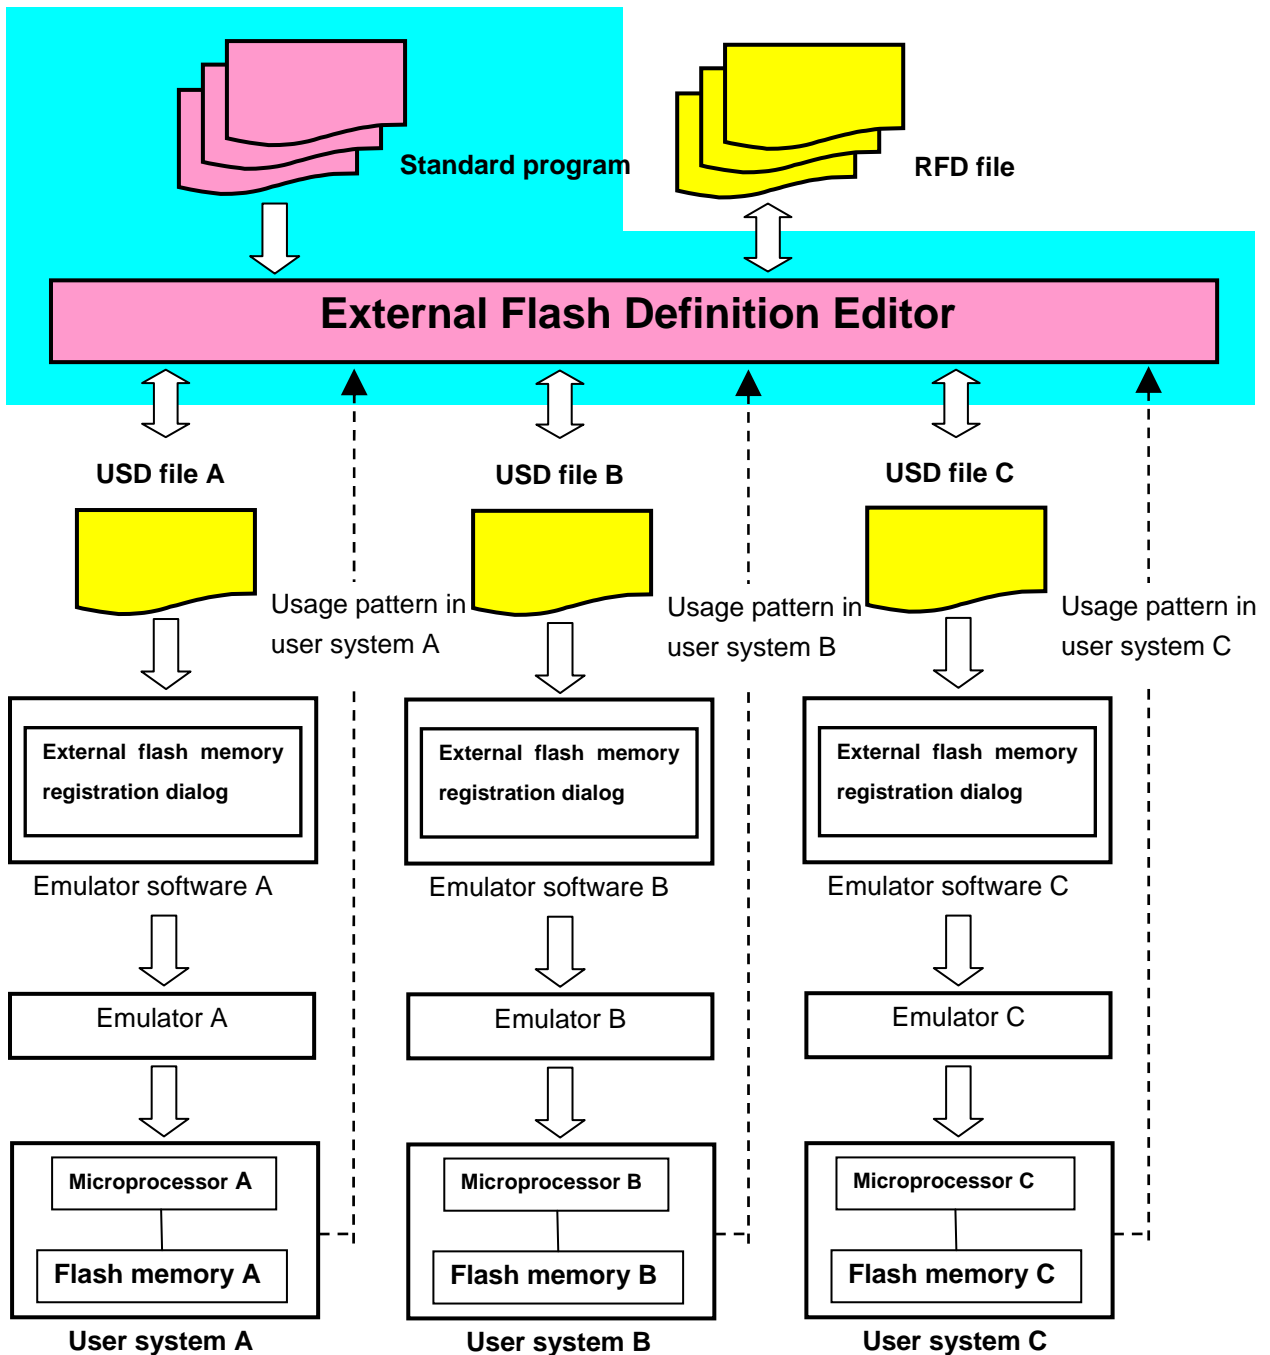 Standard program
RFD file
External Flash Definition Editor
USD file A
USD file B
USD file C
Usage pattern in
user system A
Usage pattern in
user system B
Usage pattern in
user system C
External flash memory
registration dialog
External flash memory
registration dialog
External flash memory
registration dialog
Emulator software A
Emulator software B
Emulator software C
Emulator A
Emulator B
Emulator C
Microprocessor A
Microprocessor B
Microprocessor C
Flash memory A
Flash memory B
Flash memory C
User system A
User system B
User system C